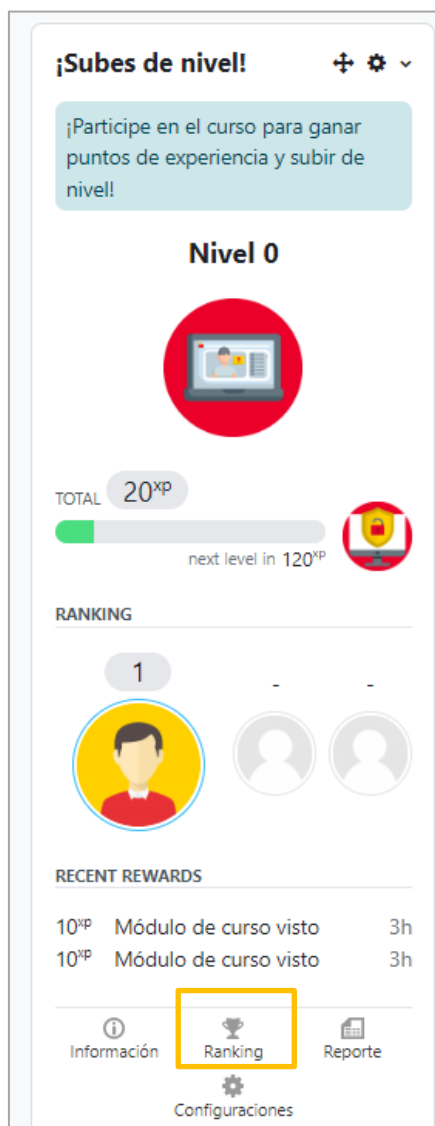 ¡Subes de nivel!
¡Participe en el curso para ganar
puntos de experiencia y subir de
nivel!
Nivel 0
TOTAL 20xp
next level in 120xp
RANKING
1 - -
RECENT REWARDS
10xp Módulo de curso visto 3h
10xp Módulo de curso visto 3h
Información Ranking Reporte
Configuraciones